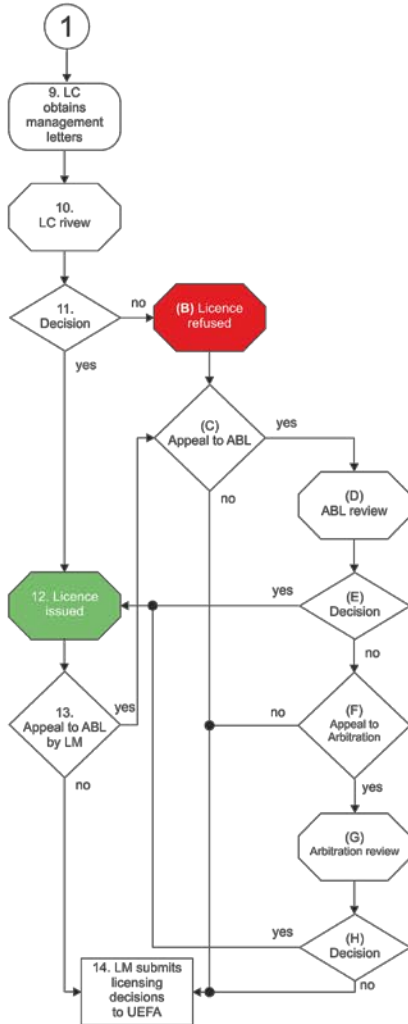 1
9. LC
obtains
management
letters
10.
LC rivew
11.
Decision
no
(B) Licence
refused
yes
(C)
Appeal to ABL
yes
no
(D)
ABL review
12. Licence
issued
yes
(E)
Decision
no
13.
Appeal to ABL
by LM
yes
no
no
(F)
Appeal to
Arbitration
yes
(G)
Arbitration review
yes
(H)
Decision
no
14. LM submits
licensing
decisions
to UEFA